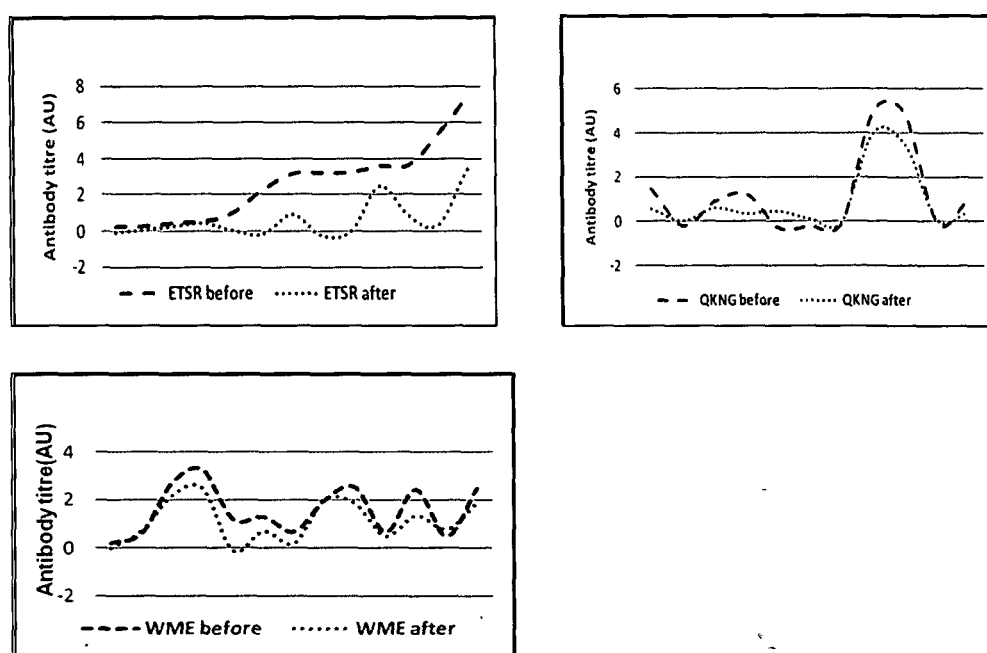 Antibody titre (AU)
8
6
4
2
0
-2
ETSR before ETSR after
Antibody titre (AU)
6
4
2
0
-2
QKNG before QKNG after
Antibody titre(AU)
4
2
0
-2
WME before WME after